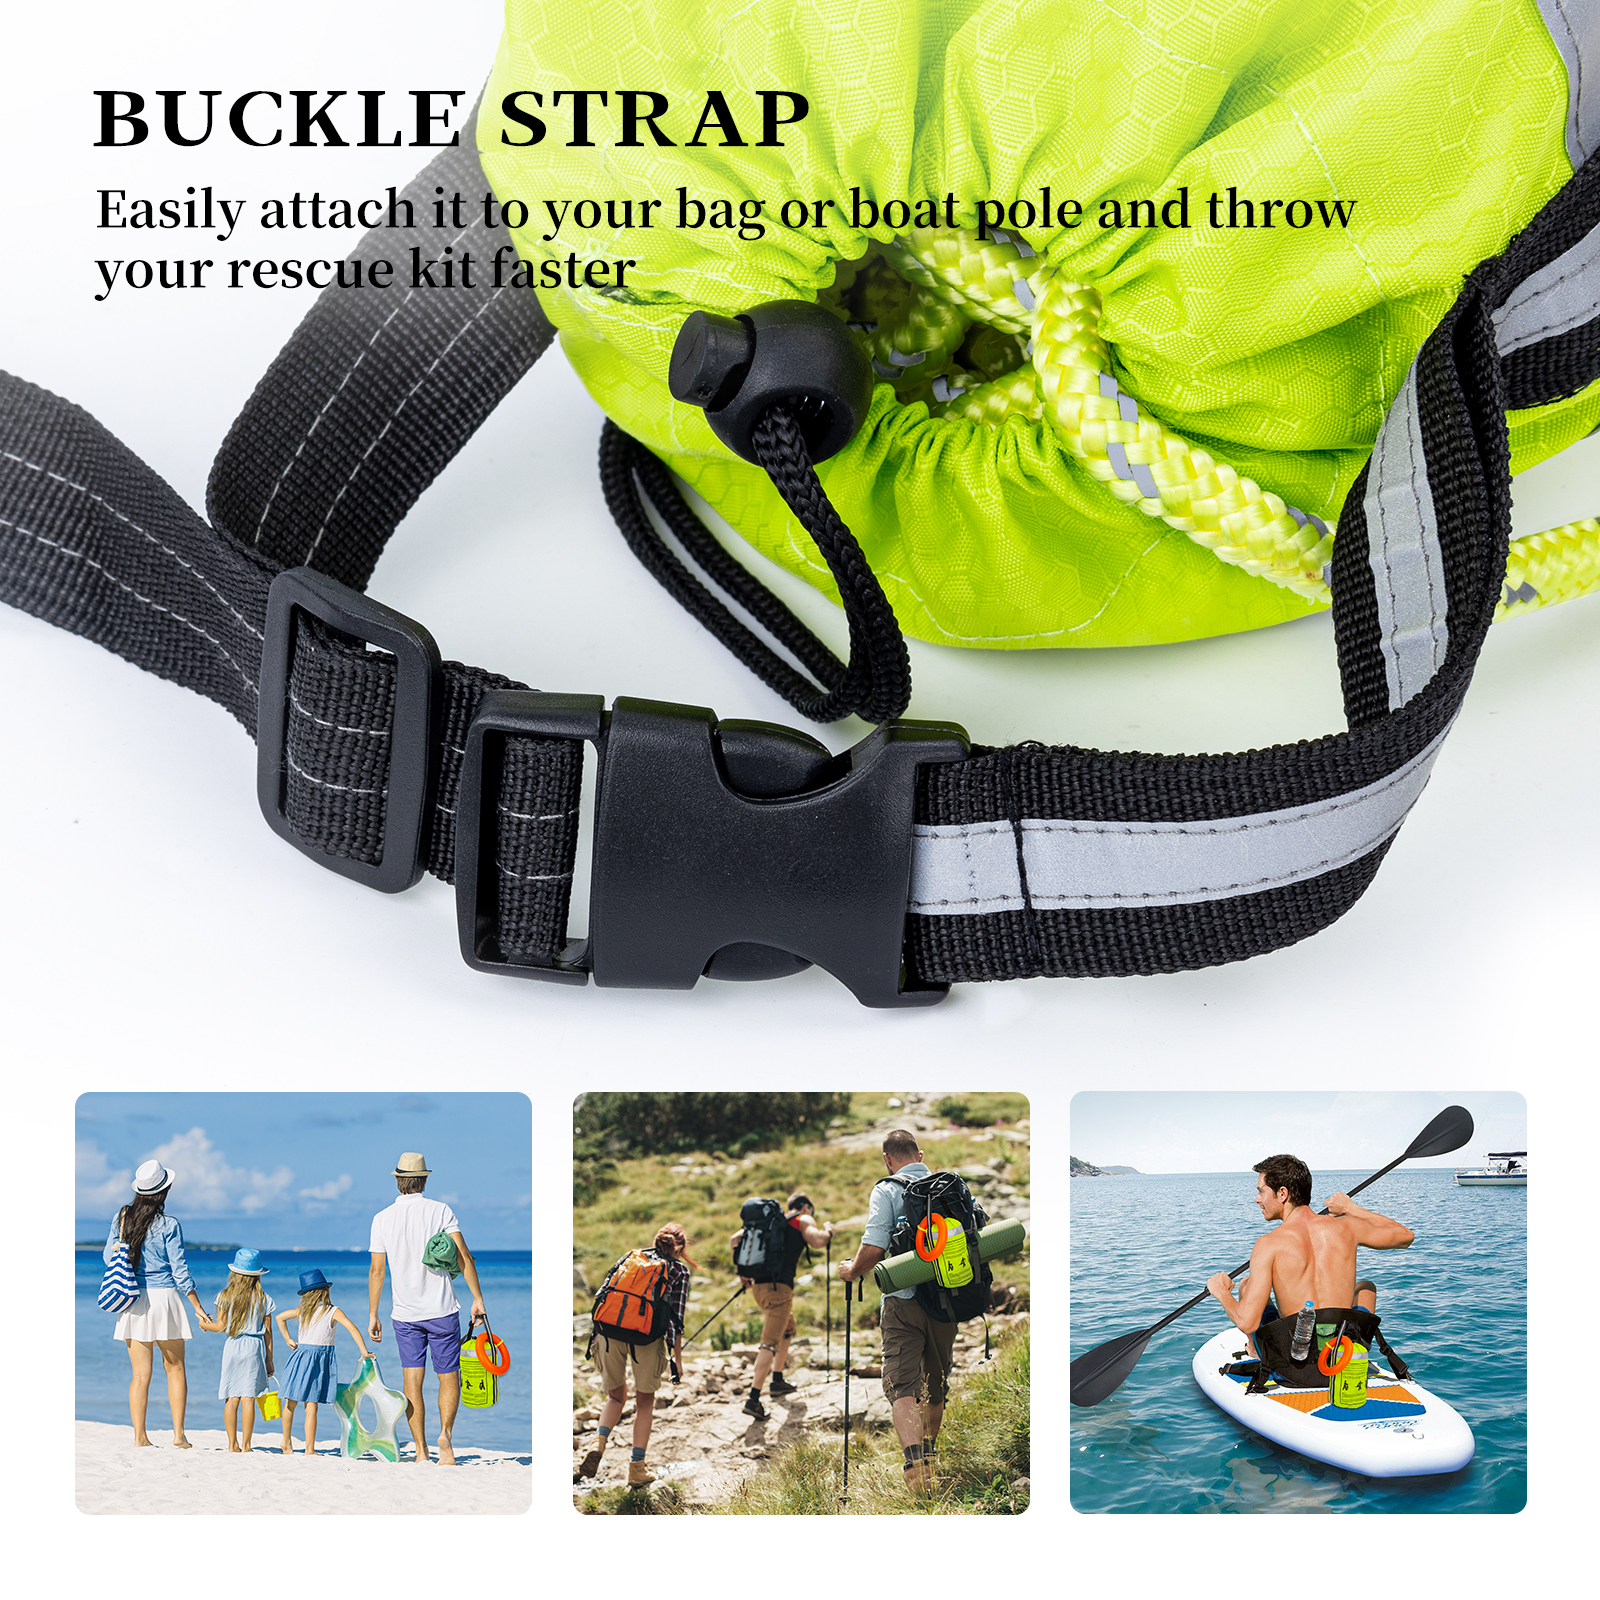 BUCKLE STRAP
Easily attach it to your bag or boat pole and throw
your rescue kit faster